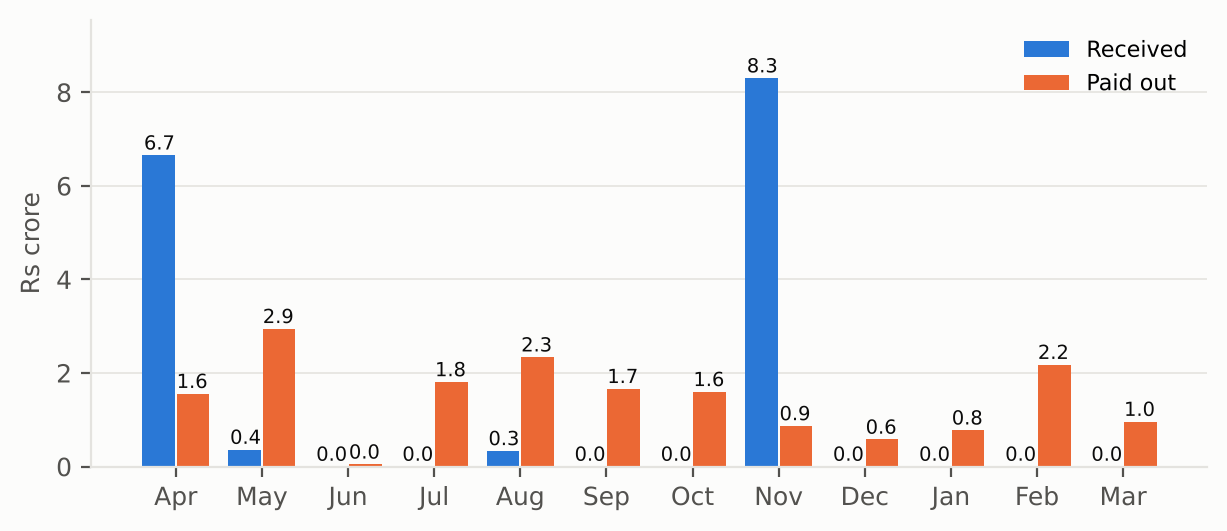 Received
Paid out
Rs crore
8
6
4
2
0
6.7 1.6 0.4 2.9 0.0 0.0 0.0 1.8 0.3 2.3 0.0 1.7 0.0 1.6 8.3 0.9 0.0 0.6 0.0 0.8 0.0 2.2 0.0 1.0
Apr May Jun Jul Aug Sep Oct Nov Dec Jan Feb Mar